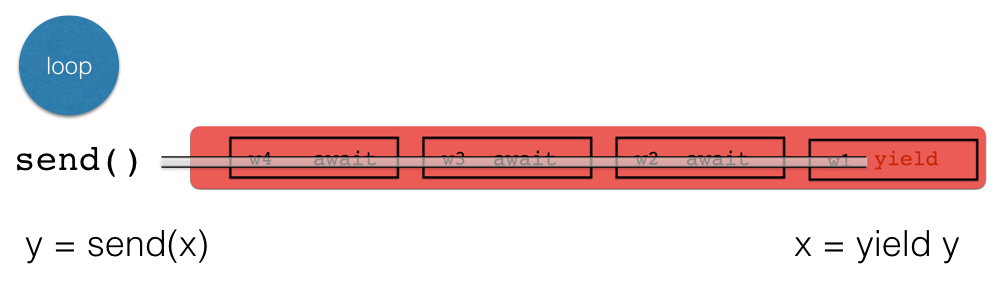 loop
send() w4 await w3 await w2 await w1 yield
y = send(x) x = yield y